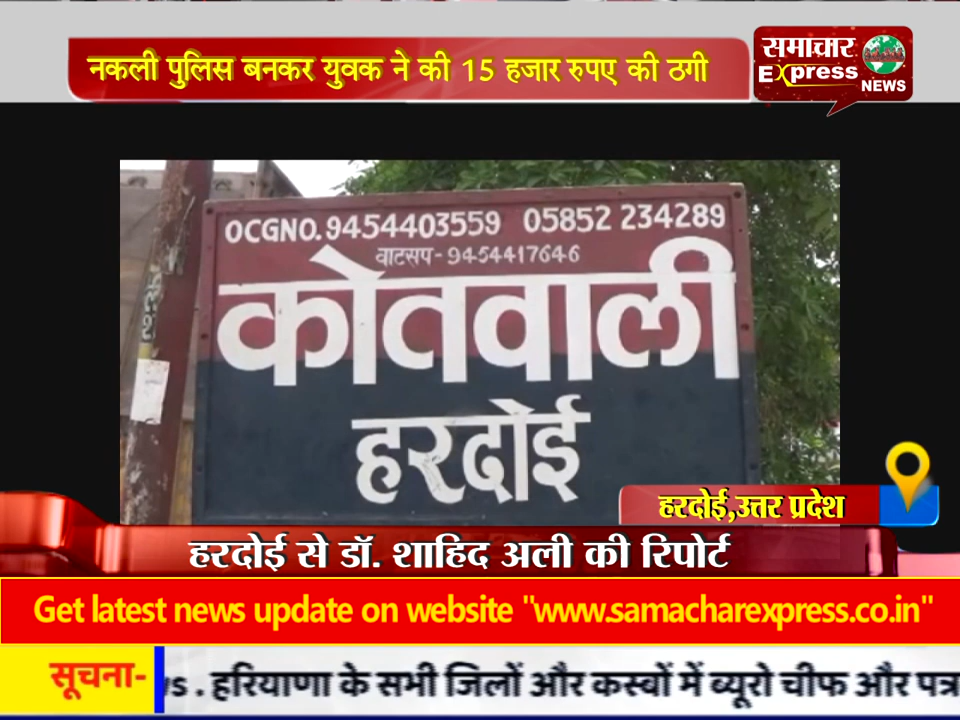 नकली पुलिस बनकर युवक ने की 15 हजार रुपए की ठगी
समाचार
Express
NEWS
OCGNO.9454403559 05852 234289
वाटसप-9454417646
कोतवाली
हरदोई
हरदोई,उत्तर प्रदेश
हरदोई से डॉ. शाहिद अली की रिपोर्ट
Get latest news update on website "www.samacharexpress.co.in"
सूचना- . हरियाणा के सभी जिलों और कस्बों में ब्यूरो चीफ और